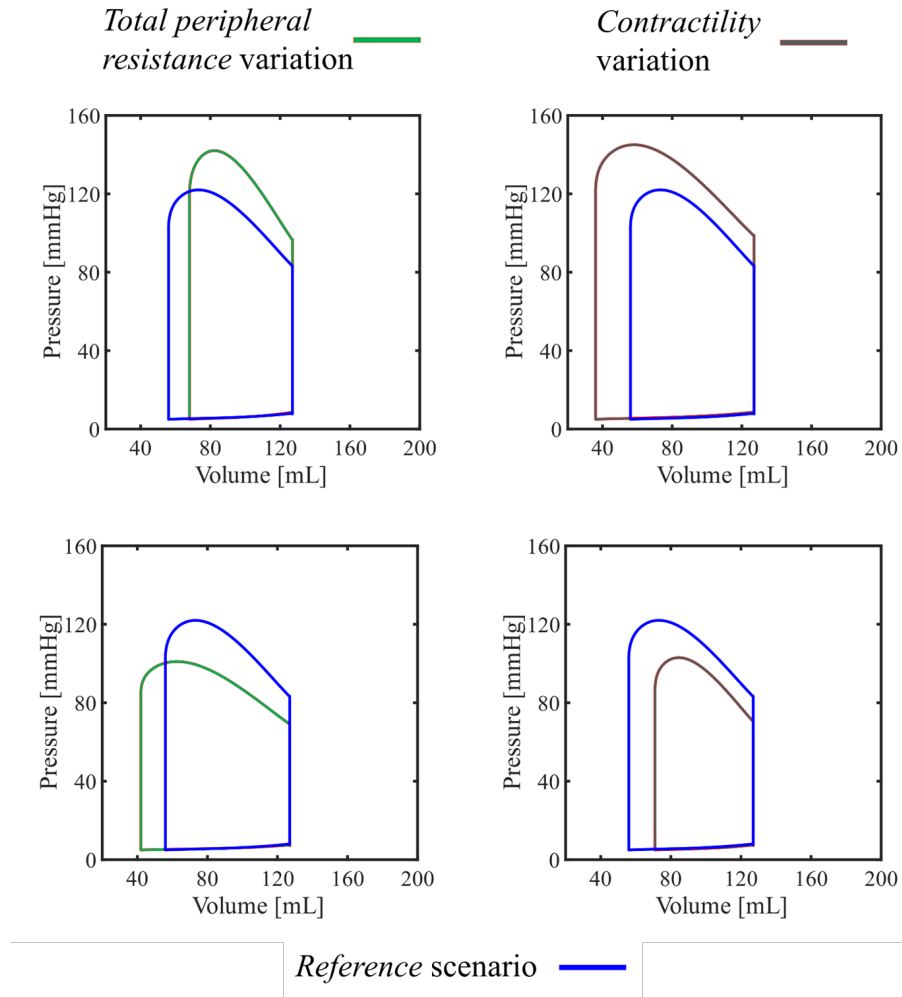 Total peripheral
resistance variation
Contractility
variation
160
120
80
40
0
Pressure [mmHg]
40 80 120 160 200
Volume [mL]
160
120
80
40
0
Pressure [mmHg]
40 80 120 160 200
Volume [mL]
160
120
80
40
0
Pressure [mmHg]
40 80 120 160 200
Volume [mL]
160
120
80
40
0
Pressure [mmHg]
40 80 120 160 200
Volume [mL]
Reference scenario